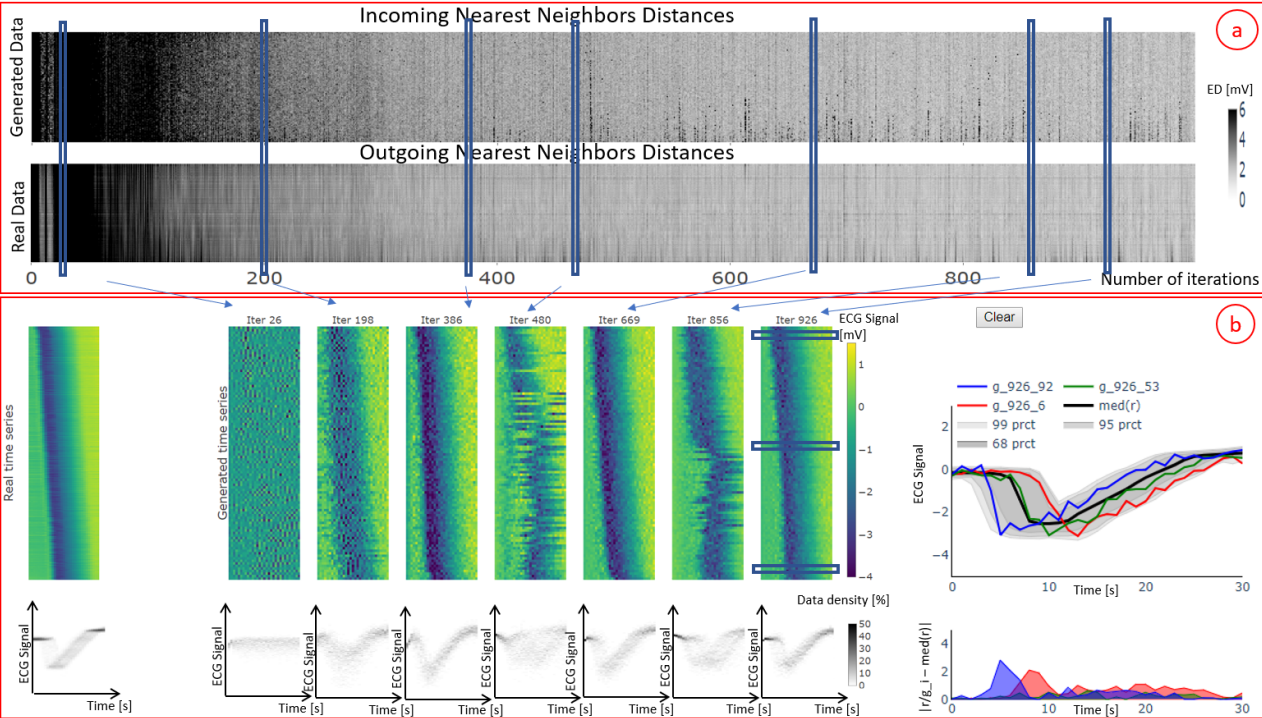 Incoming Nearest Neighbors Distances
a
Generated Data
ED [mV]
6
4
2
0
Outgoing Nearest Neighbors Distances
Real Data
0 200 400 600 800 Number of iterations
b
Iter 26 Iter 198 Iter 386 Iter 480 Iter 669 Iter 856 Iter 926
ECG Signal
[mV]
Clear
Real time series
Generated time series
1
0
−1
−2
−3
−4
g_926_92 g_926_53
g_926_6 med(r)
99 prct 95 prct
68 prct
ECG Signal
2
0
−2
−4
0 10 20 30
Time [s]
Data density [%]
50
40
30
20
10
0
ECG Signal ECG Signal ECG Signal ECG Signal ECG Signal ECG Signal ECG Signal ECG Signal
Time [s] Time [s] Time [s] Time [s] Time [s] Time [s] Time [s] Time [s]
|r/g_i − med(r)|
4
2
0
0 10 20 30
Time [s]